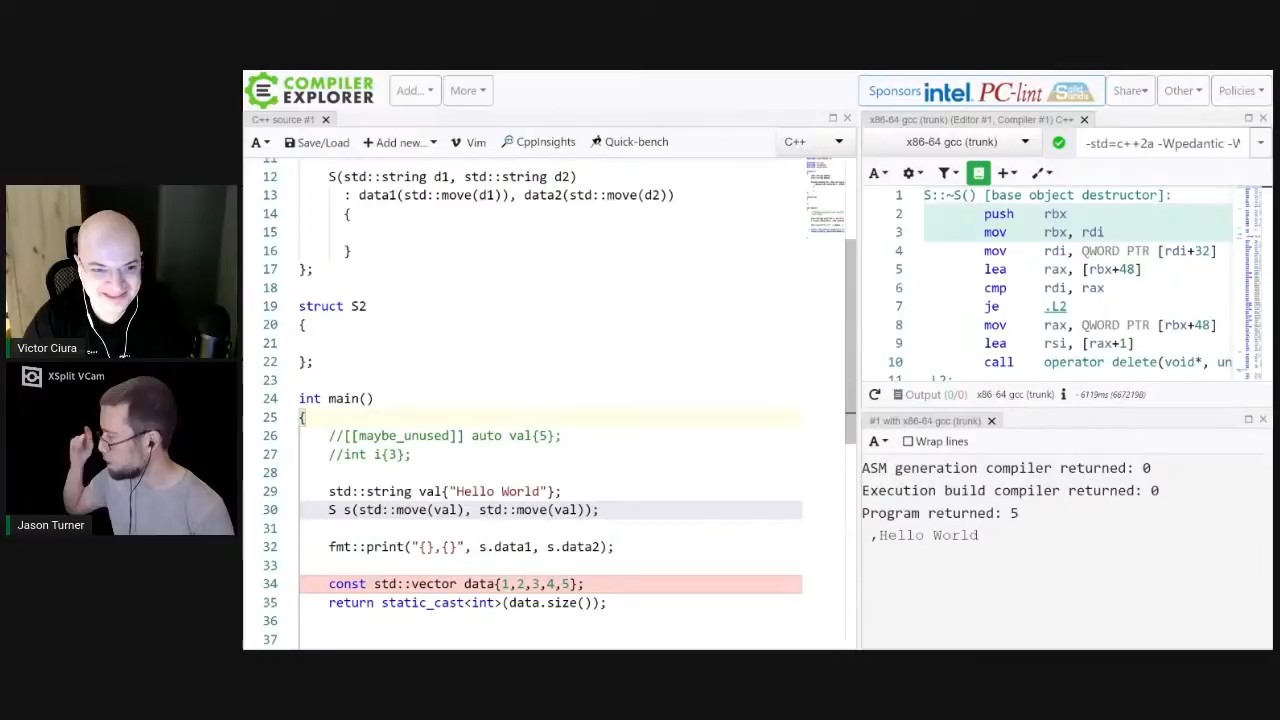 COMPILER
EXPLORER
Add...
More
Sponsors intel PC-lint Solid Sands
Share
Other
Policies
C++ source #1
A
Save/Load
Add new...
Vim
CppInsights
Quick-bench
C++
11
12 S(std::string d1, std::string d2)
13 : data1(std::move(d1)), data2(std::move(d2))
14 {
15
16 }
17 };
18
19 struct S2
20 {
21
22 };
23
24 int main()
25 {
26 //[[maybe_unused]] auto val{5};
27 //int i{3};
28
29 std::string val{"Hello World"};
30 S s(std::move(val), std::move(val));
31
32 fmt::print("{},{}", s.data1, s.data2);
33
34 const std::vector data{1,2,3,4,5};
35 return static_cast<int>(data.size());
36
37
x86-64 gcc (trunk) (Editor #1, Compiler #1) C++
x86-64 gcc (trunk)
-std=c++2a -Wpedantic -W
A
1 S::~S() [base object destructor]:
2 push rbx
3 mov rbx, rdi
4 mov rdi, QWORD PTR [rdi+32]
5 lea rax, [rbx+48]
6 cmp rdi, rax
7 je .L2
8 mov rax, QWORD PTR [rbx+48]
9 lea rsi, [rax+1]
10 call operator delete(void*, un
11 .L2:
Output (0/0) x86-64 gcc (trunk) i - 6119ms (667219B)
#1 with x86-64 gcc (trunk)
A Wrap lines
ASM generation compiler returned: 0
Execution build compiler returned: 0
Program returned: 5
,Hello World
Victor Ciura
XSplit VCam
Jason Turner